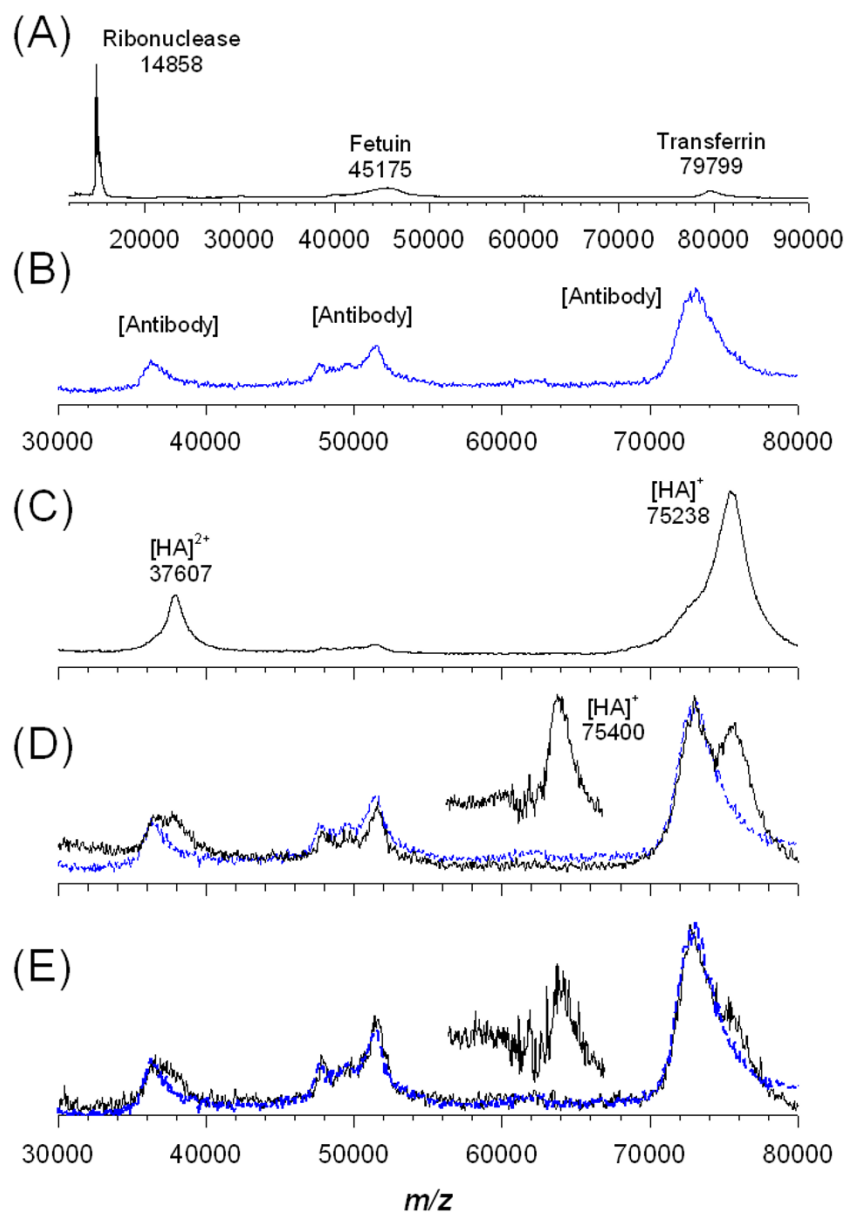 (A)
Ribonuclease
14858
Fetuin
45175
Transferrin
79799
20000 30000 40000 50000 60000 70000 80000 90000
(B)
[Antibody]
[Antibody]
[Antibody]
30000 40000 50000 60000 70000 80000
(C)
[HA]²⁺
37607
[HA]⁺
75238
(D)
[HA]⁺
75400
(E)
30000 40000 50000 60000 70000 80000
m/z